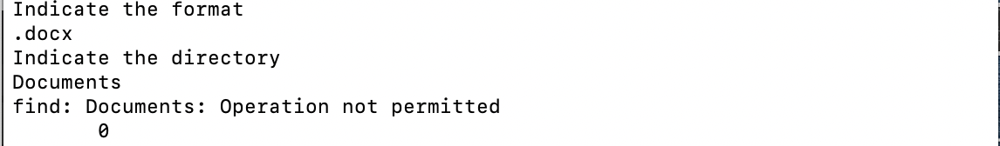 Indicate the format
.docx
Indicate the directory
Documents
find: Documents: Operation not permitted
0